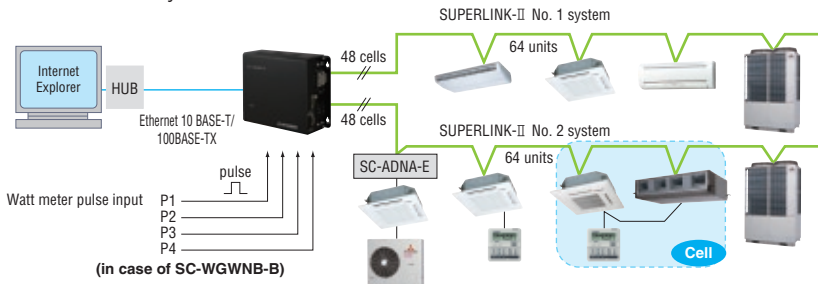 SUPERLINK-II No. 1 system
48 cells
64 units
Internet
Explorer
HUB
Ethernet 10 BASE-T/
100BASE-TX
48 cells
SUPERLINK-II No. 2 system
64 units
SC-ADNA-E
pulse
Watt meter pulse input
P1
P2
P3
P4
(in case of SC-WGWNB-B)
Cell